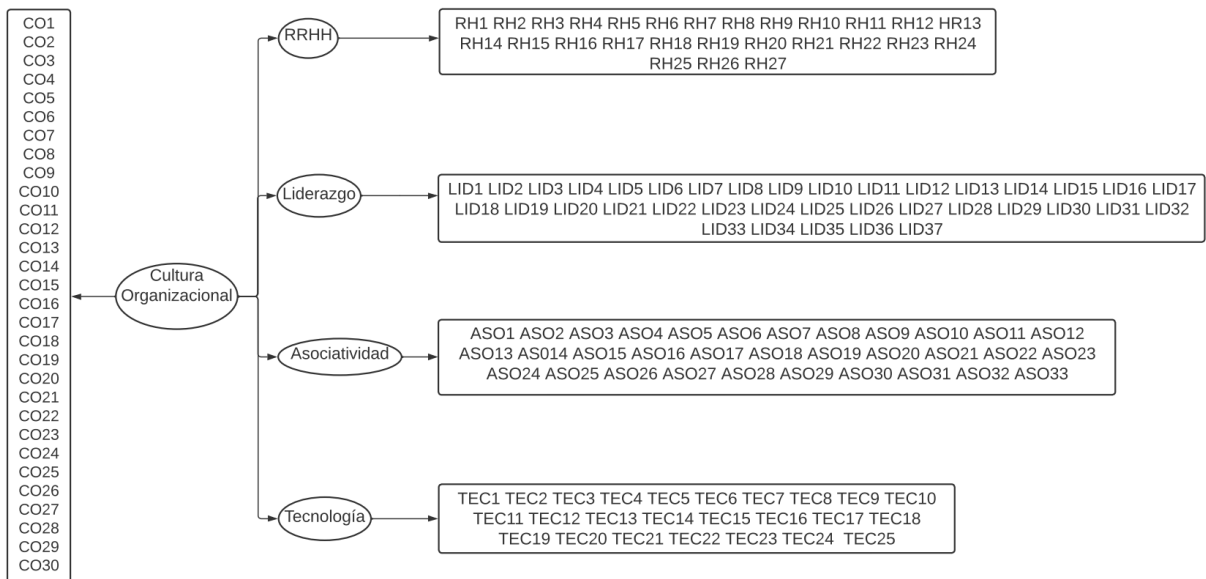 CO1
CO2
CO3
CO4
CO5
CO6
CO7
CO8
CO9
CO10
CO11
CO12
CO13
CO14
CO15
CO16
CO17
CO18
CO19
CO20
CO21
CO22
CO23
CO24
CO25
CO26
CO27
CO28
CO29
CO30
Cultura
Organizacional
RRHH
RH1 RH2 RH3 RH4 RH5 RH6 RH7 RH8 RH9 RH10 RH11 RH12 HR13
RH14 RH15 RH16 RH17 RH18 RH19 RH20 RH21 RH22 RH23 RH24
RH25 RH26 RH27
Liderazgo
LID1 LID2 LID3 LID4 LID5 LID6 LID7 LID8 LID9 LID10 LID11 LID12 LID13 LID14 LID15 LID16 LID17
LID18 LID19 LID20 LID21 LID22 LID23 LID24 LID25 LID26 LID27 LID28 LID29 LID30 LID31 LID32
LID33 LID34 LID35 LID36 LID37
Asociatividad
ASO1 ASO2 ASO3 ASO4 ASO5 ASO6 ASO7 ASO8 ASO9 ASO10 ASO11 ASO12
ASO13 AS014 ASO15 ASO16 ASO17 ASO18 ASO19 ASO20 ASO21 ASO22 ASO23
ASO24 ASO25 ASO26 ASO27 ASO28 ASO29 ASO30 ASO31 ASO32 ASO33
Tecnología
TEC1 TEC2 TEC3 TEC4 TEC5 TEC6 TEC7 TEC8 TEC9 TEC10
TEC11 TEC12 TEC13 TEC14 TEC15 TEC16 TEC17 TEC18
TEC19 TEC20 TEC21 TEC22 TEC23 TEC24 TEC25